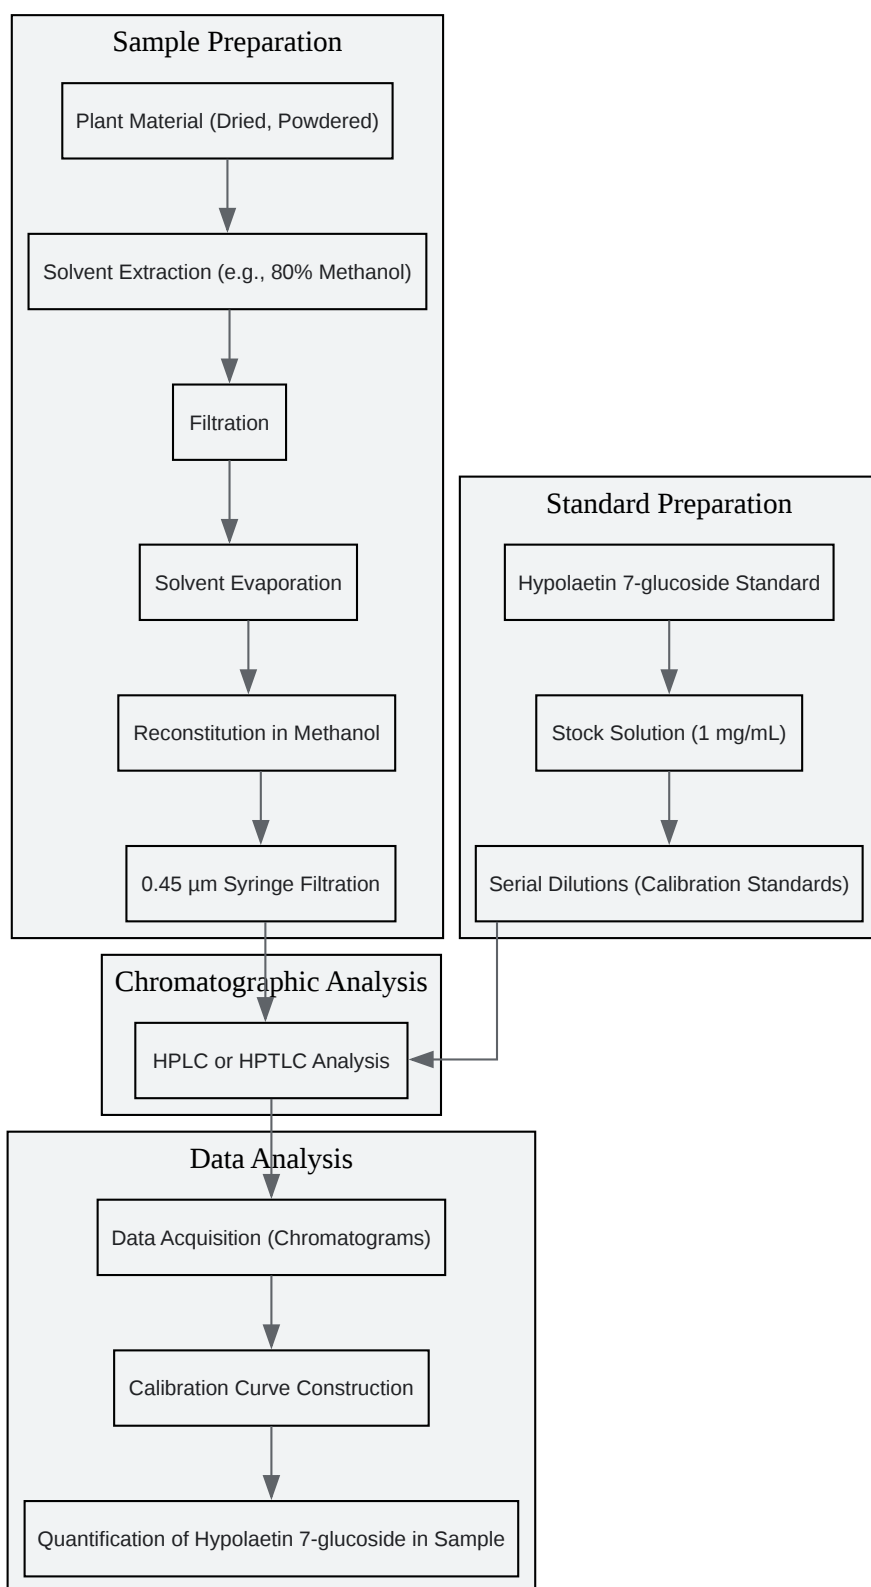 Sample Preparation
Plant Material (Dried, Powdered)
Solvent Extraction (e.g., 80% Methanol)
Filtration
Solvent Evaporation
Reconstitution in Methanol
0.45 µm Syringe Filtration
Standard Preparation
Hypolaetin 7-glucoside Standard
Stock Solution (1 mg/mL)
Serial Dilutions (Calibration Standards)
Chromatographic Analysis
HPLC or HPTLC Analysis
Data Analysis
Data Acquisition (Chromatograms)
Calibration Curve Construction
Quantification of Hypolaetin 7-glucoside in Sample